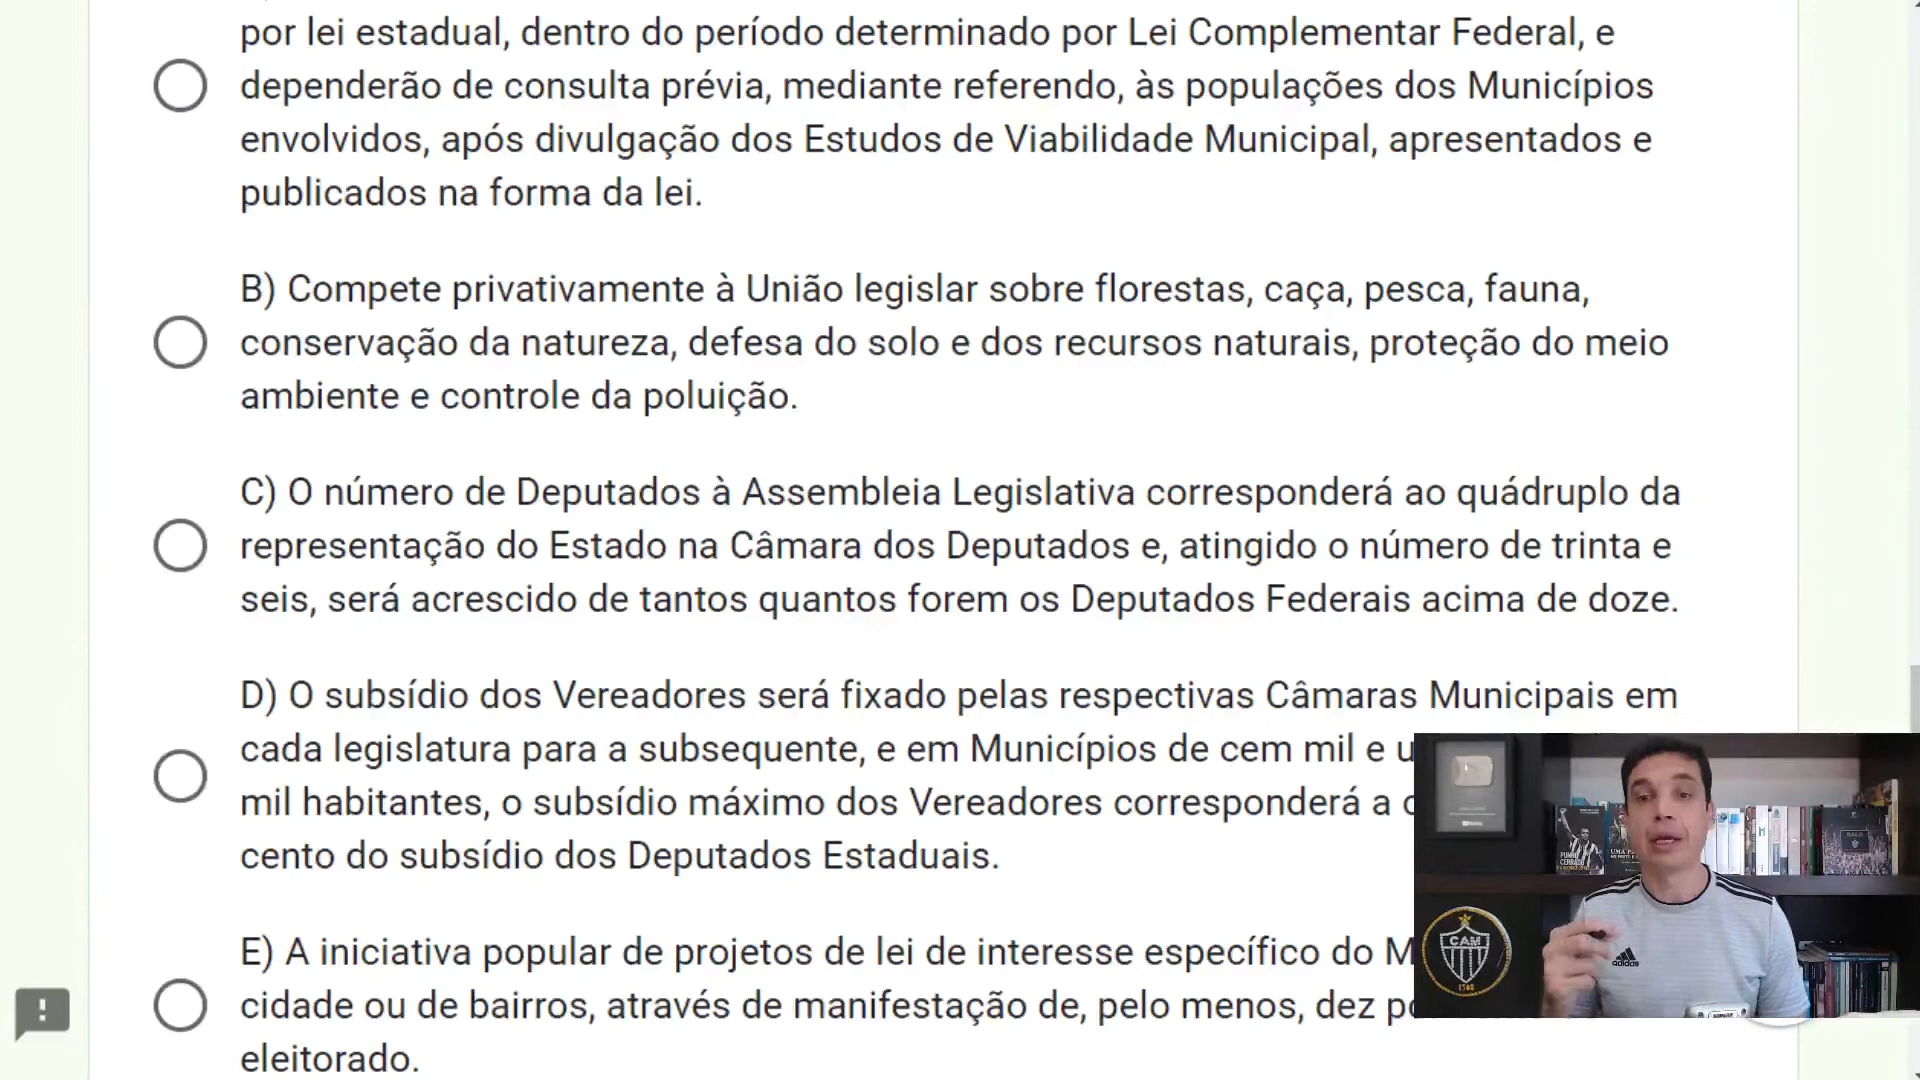 por lei estadual, dentro do período determinado por Lei Complementar Federal, e
dependerão de consulta prévia, mediante referendo, às populações dos Municípios
envolvidos, após divulgação dos Estudos de Viabilidade Municipal, apresentados e
publicados na forma da lei.
B) Compete privativamente à União legislar sobre florestas, caça, pesca, fauna,
conservação da natureza, defesa do solo e dos recursos naturais, proteção do meio
ambiente e controle da poluição.
C) O número de Deputados à Assembleia Legislativa corresponderá ao quádruplo da
representação do Estado na Câmara dos Deputados e, atingido o número de trinta e
seis, será acrescido de tantos quantos forem os Deputados Federais acima de doze.
D) O subsídio dos Vereadores será fixado pelas respectivas Câmaras Municipais em
cada legislatura para a subsequente, e em Municípios de cem mil e u
mil habitantes, o subsídio máximo dos Vereadores corresponderá a
cento do subsídio dos Deputados Estaduais.
E) A iniciativa popular de projetos de lei de interesse específico do M
cidade ou de bairros, através de manifestação de, pelo menos, dez
eleitorado.
PUNHO
CERRADO
UMA
CAM
adidas